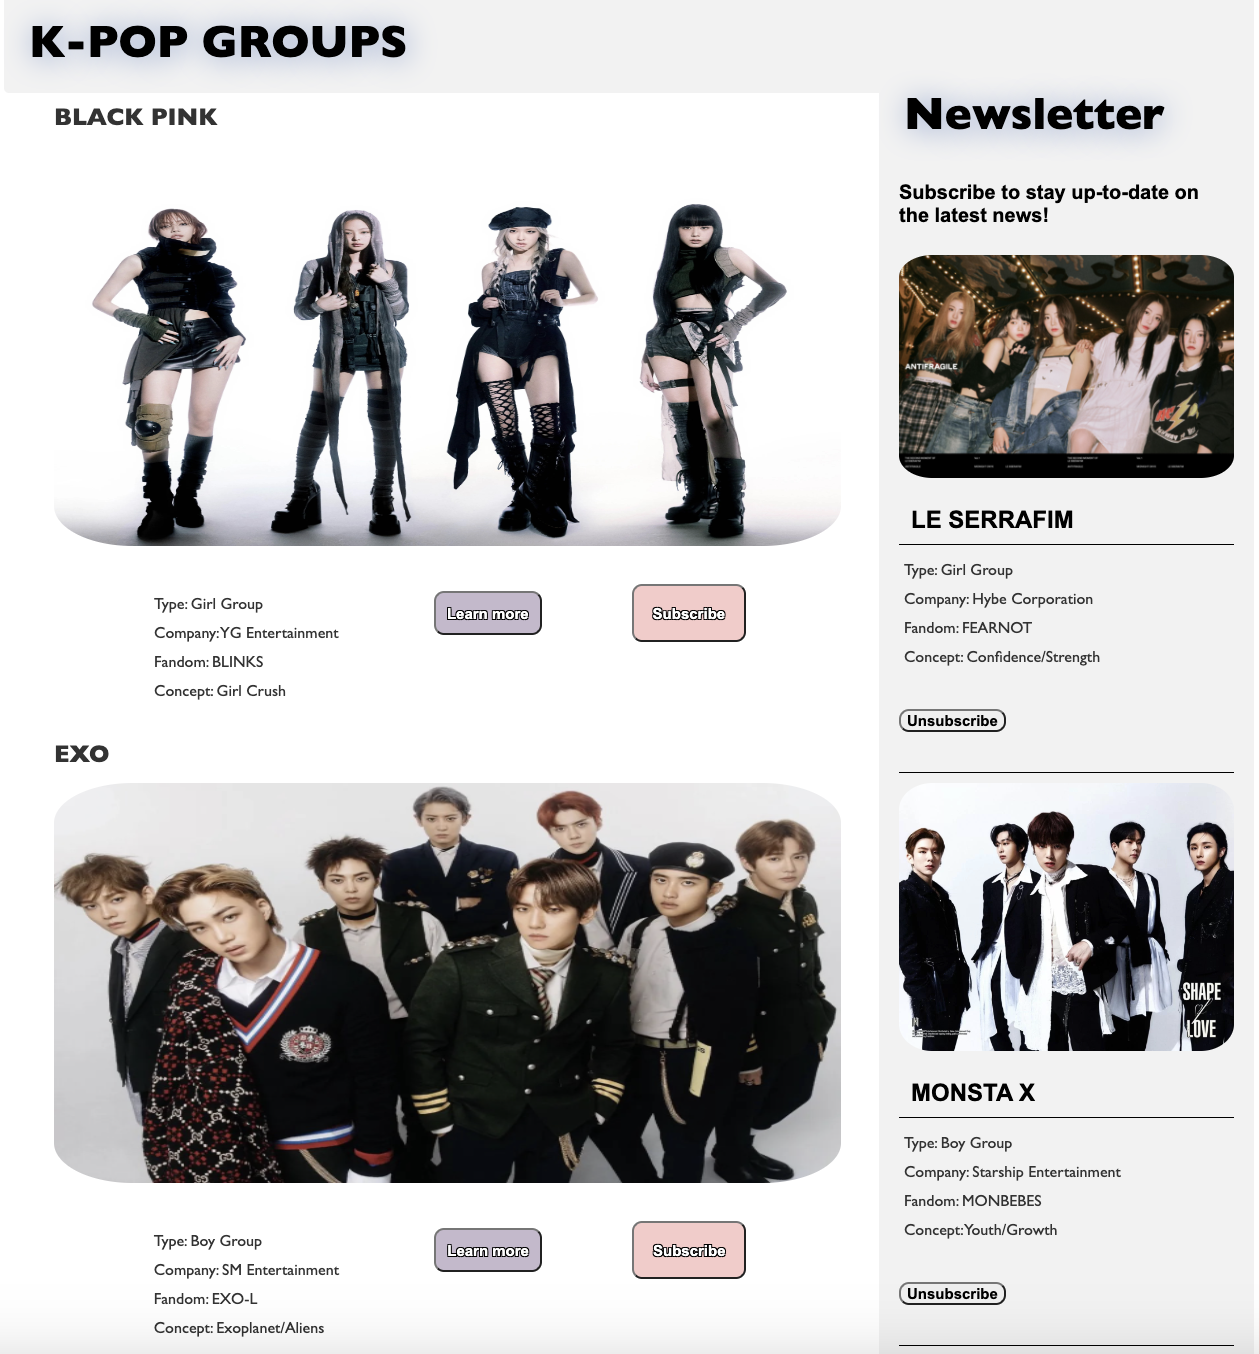 K-POP GROUPS
BLACK PINK
Type: Girl Group
Company:YG Entertainment
Fandom: BLINKS
Concept: Girl Crush
Learn more
Subscribe
EXO
Type: Boy Group
Company: SM Entertainment
Fandom: EXO-L
Concept: Exoplanet/Aliens
Learn more
Subscribe
Newsletter
Subscribe to stay up-to-date on
the latest news!
ANTIFRAGILE
LE SERRAFIM
Type: Girl Group
Company: Hybe Corporation
Fandom: FEARNOT
Concept: Confidence/Strength
Unsubscribe
SHAPE
of
LOVE
MONSTA X
Type: Boy Group
Company: Starship Entertainment
Fandom: MONBEBES
Concept:Youth/Growth
Unsubscribe